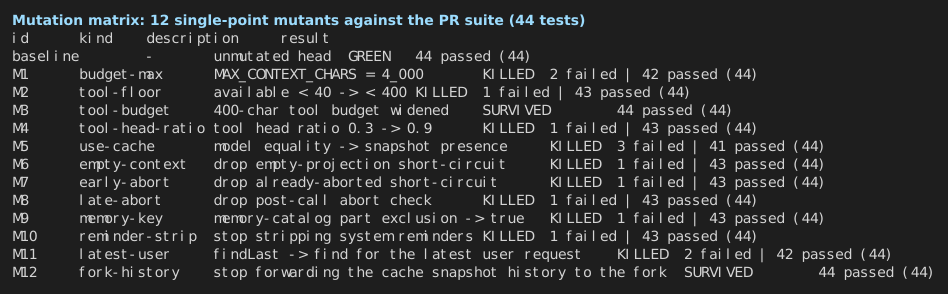 Mutation matrix: 12 single-point mutants against the PR suite (44 tests)
id kind description result
baseline - unmutated head GREEN 44 passed (44)
M1 budget-max MAX_CONTEXT_CHARS = 4_000 KILLED 2 failed | 42 passed (44)
M2 tool-floor available < 40 -> < 400 KILLED 1 failed | 43 passed (44)
M3 tool-budget 400-char tool budget widened SURVIVED 44 passed (44)
M4 tool-head-ratio tool head ratio 0.3 -> 0.9 KILLED 1 failed | 43 passed (44)
M5 use-cache model equality -> snapshot presence KILLED 3 failed | 41 passed (44)
M6 empty-context drop empty-projection short-circuit KILLED 1 failed | 43 passed (44)
M7 early-abort drop already-aborted short-circuit KILLED 1 failed | 43 passed (44)
M8 late-abort drop post-call abort check KILLED 1 failed | 43 passed (44)
M9 memory-key memory-catalog part exclusion -> true KILLED 1 failed | 43 passed (44)
M10 reminder-strip stop stripping system reminders KILLED 1 failed | 43 passed (44)
M11 latest-user findLast -> find for the latest user request KILLED 2 failed | 42 passed (44)
M12 fork-history stop forwarding the cache snapshot history to the fork SURVIVED 44 passed (44)